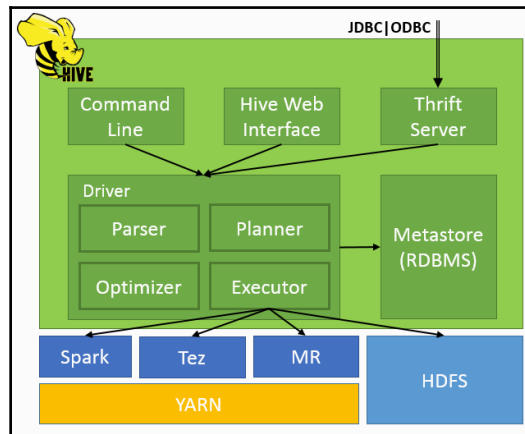 JDBC|ODBC
HIVE
Command
Line
Hive Web
Interface
Thrift
Server
Driver
Parser
Planner
Optimizer
Executor
Metastore
(RDBMS)
Spark
Tez
MR
HDFS
YARN